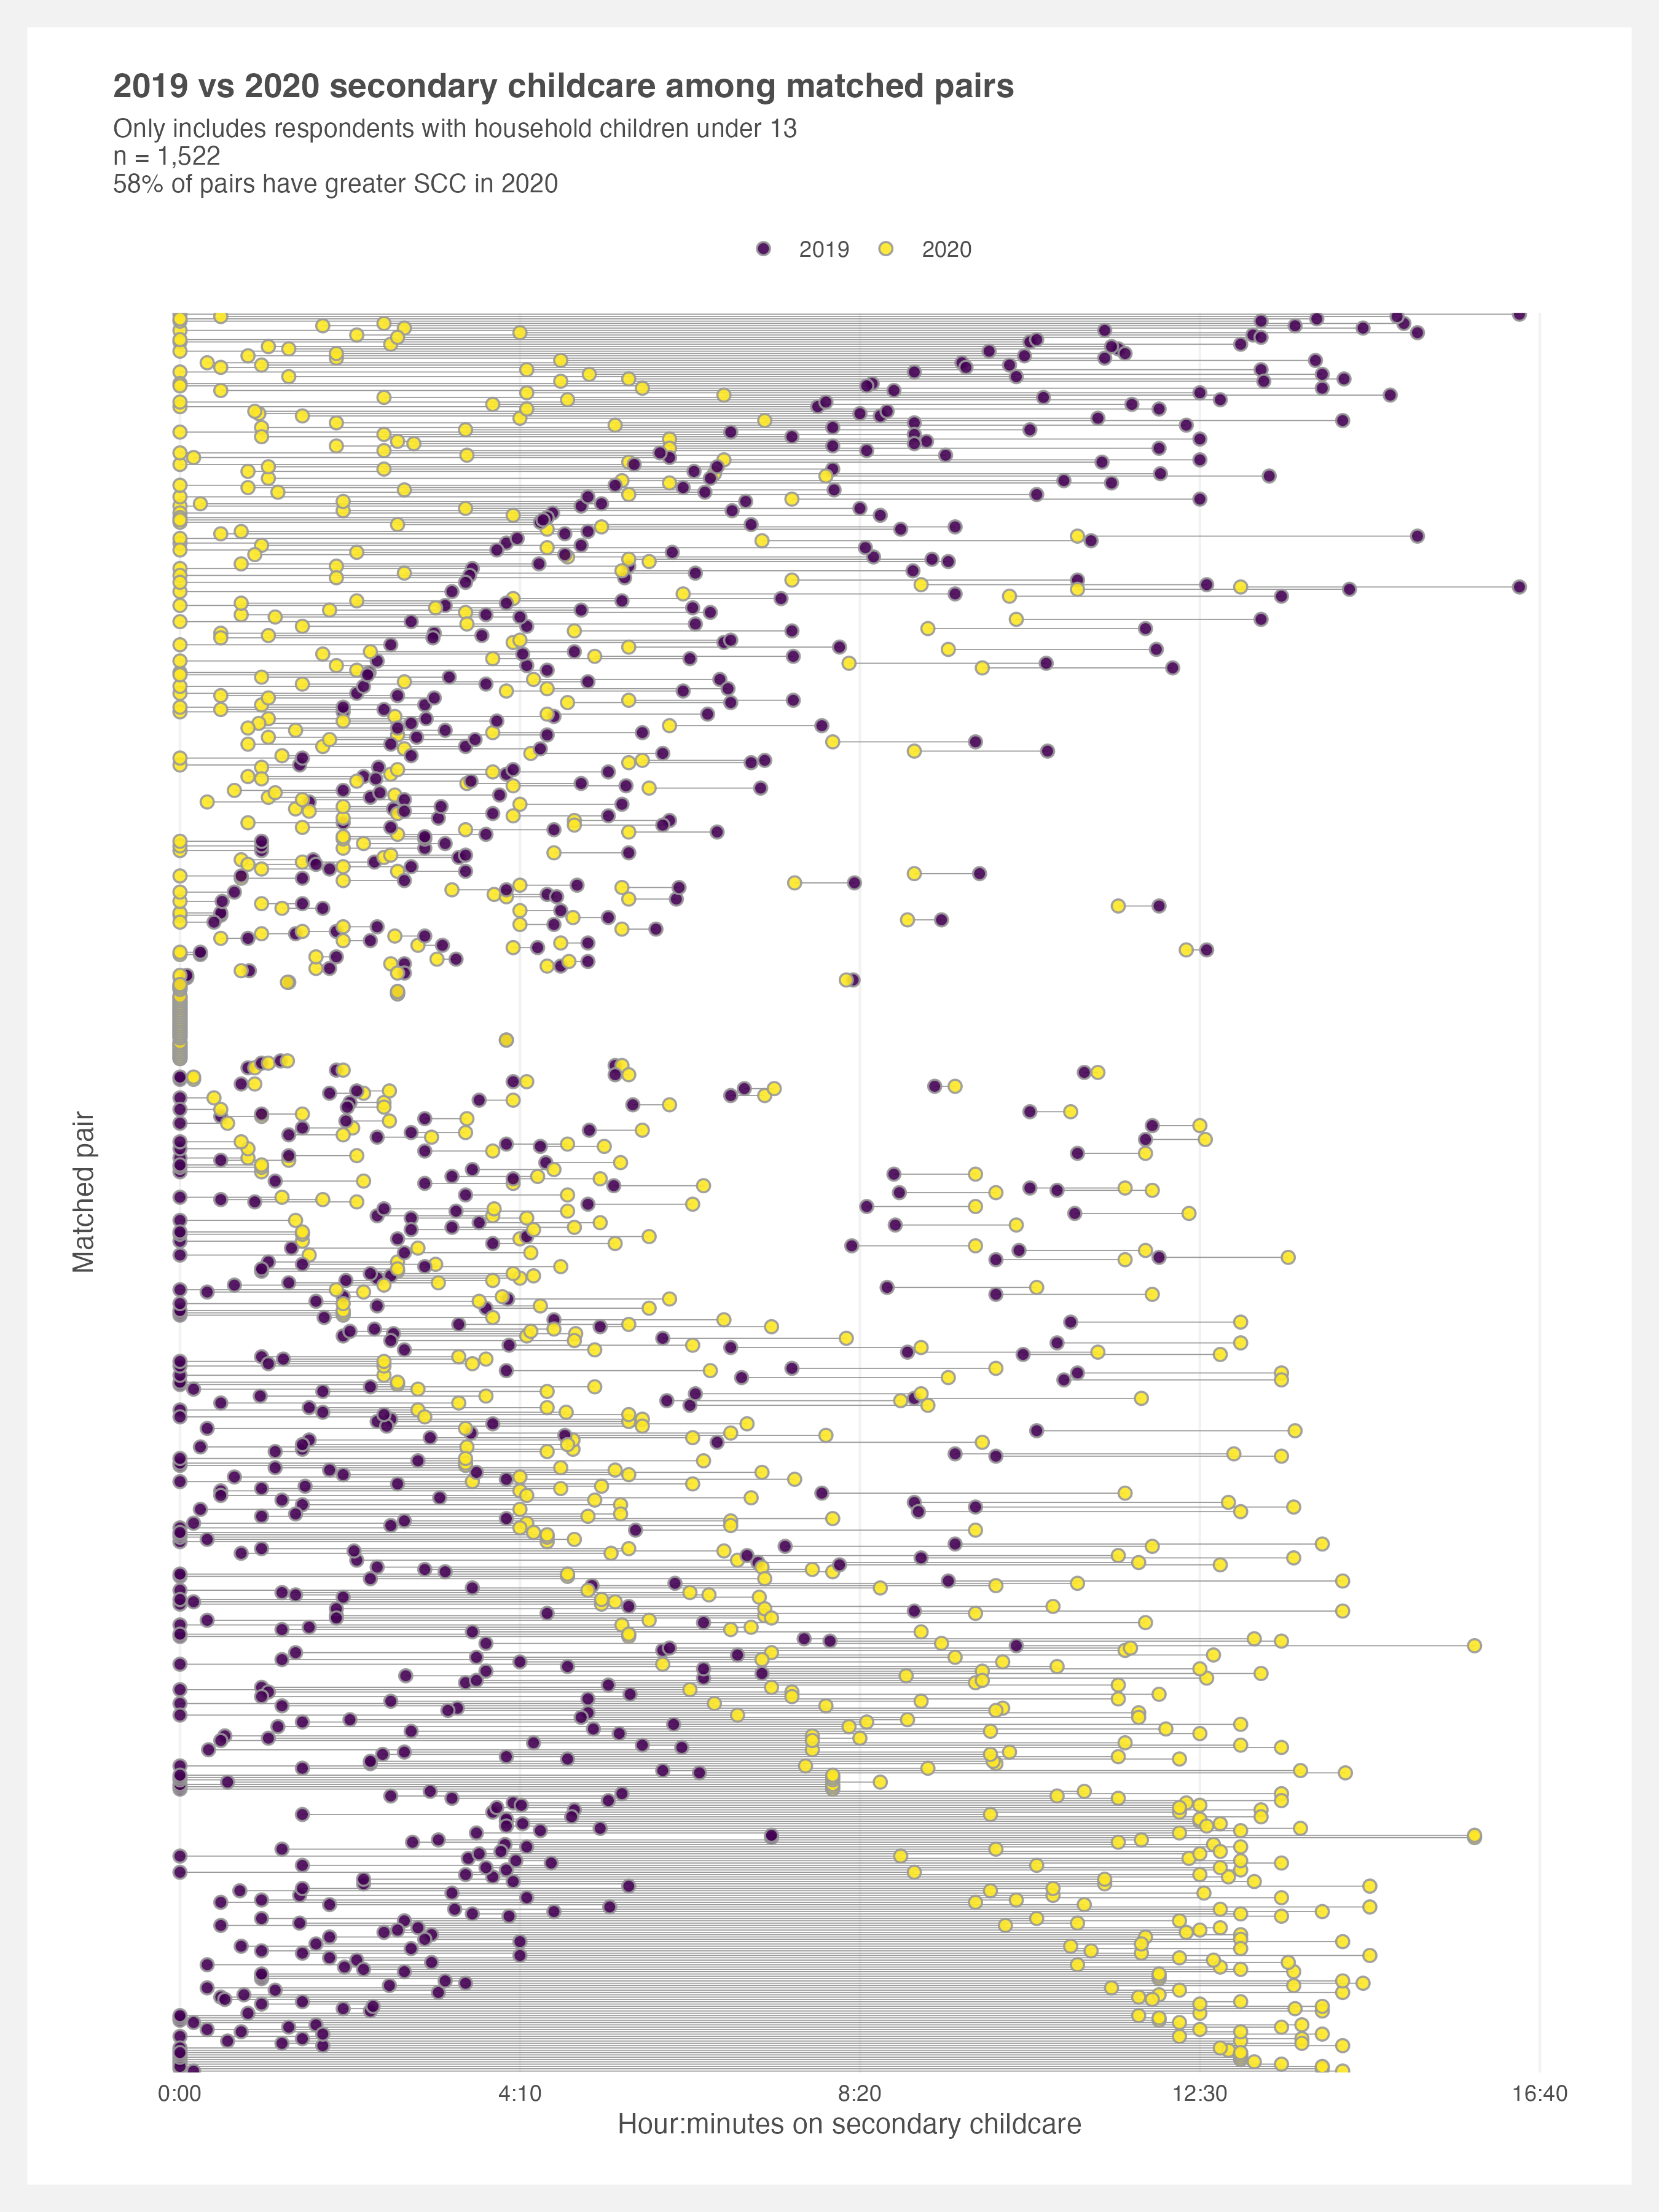 2019 vs 2020 secondary childcare among matched pairs
Only includes respondents with household children under 13
n = 1,522
58% of pairs have greater SCC in 2020
2019 2020
Matched pair
0:00 4:10 8:20 12:30 16:40
Hour:minutes on secondary childcare